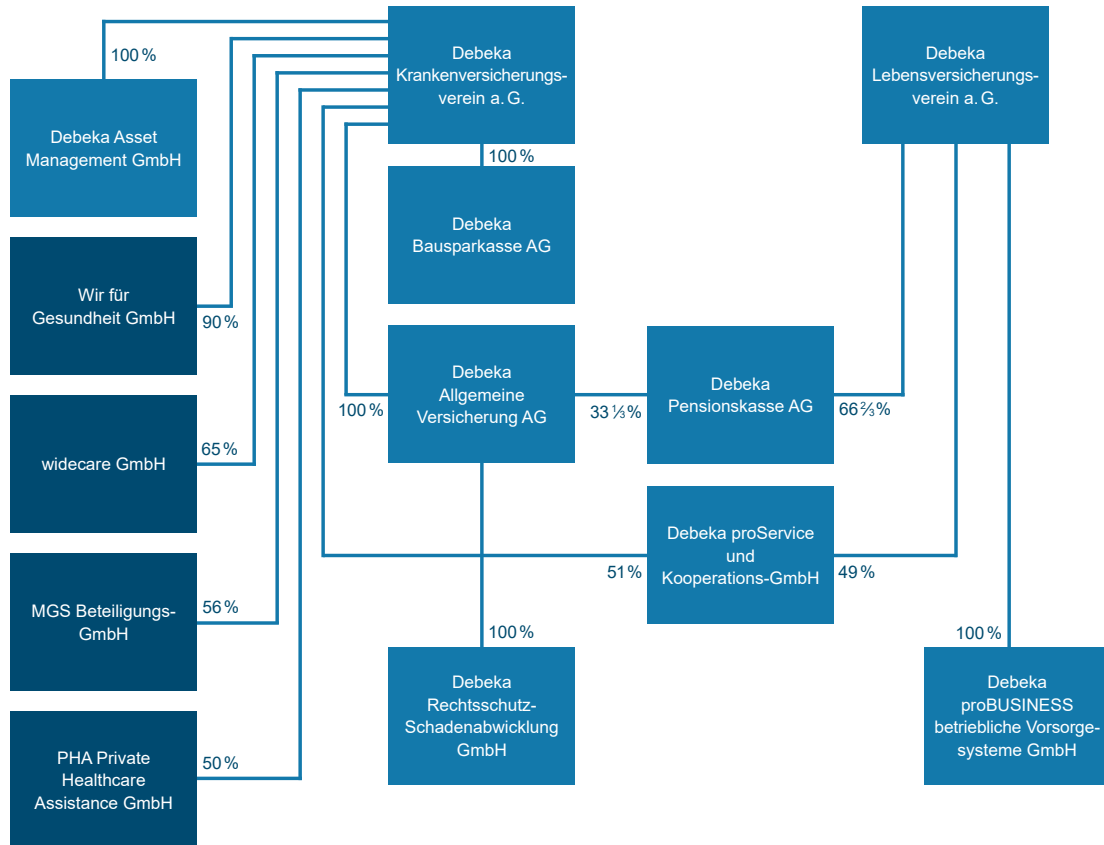 Debeka
Krankenversicherungs-
verein a. G.
Debeka
Lebensversicherungs-
verein a. G.
100 %
Debeka Asset
Management GmbH
100 %
Debeka
Bausparkasse AG
Wir für
Gesundheit GmbH
90 %
Debeka
Allgemeine
Versicherung AG
100 %
33 ⅓ %
Debeka
Pensionskasse AG
66 ⅔ %
widecare GmbH
65 %
Debeka proService
und
Kooperations-GmbH
51 %
49 %
MGS Beteiligungs-
GmbH
56 %
100 %
Debeka
Rechtsschutz-
Schadenabwicklung
GmbH
100 %
Debeka
proBUSINESS
betriebliche Vorsorge-
systeme GmbH
PHA Private
Healthcare
Assistance GmbH
50 %